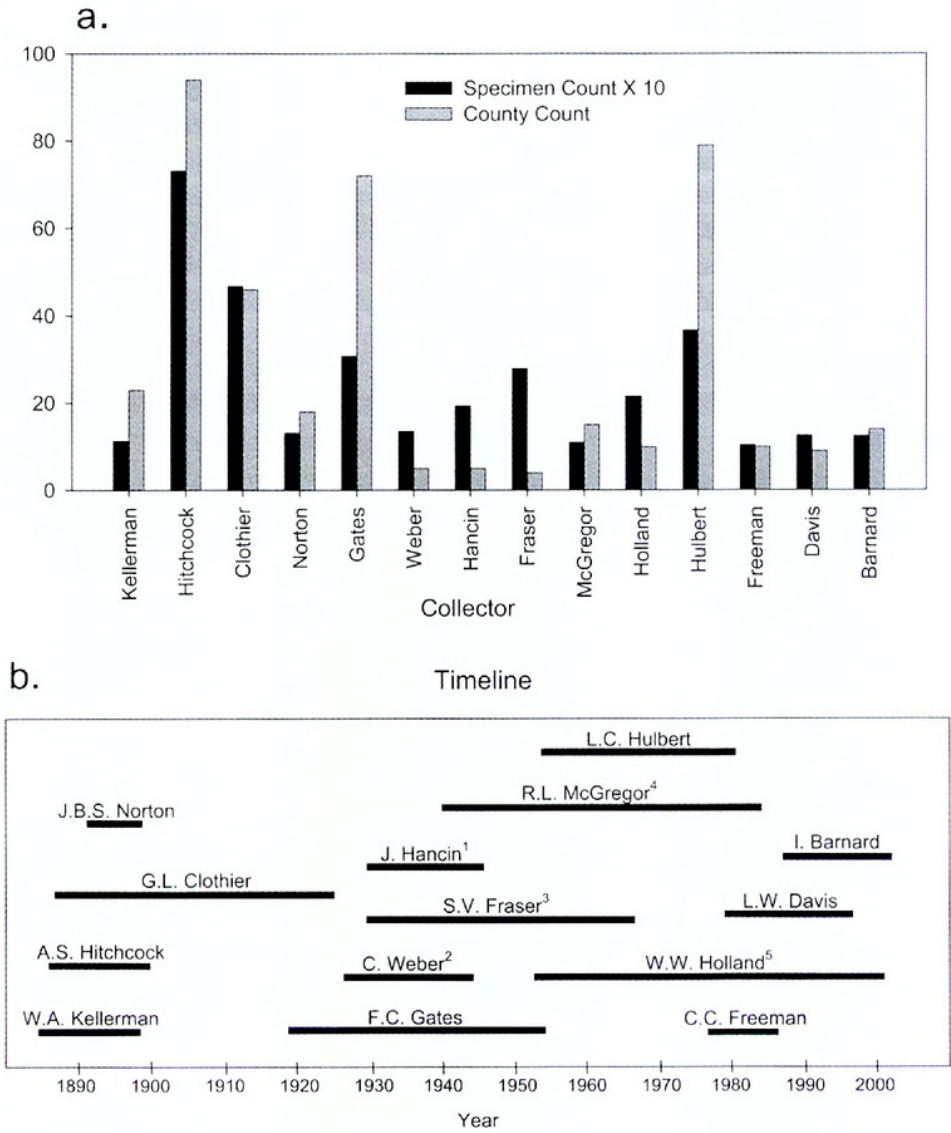 a.
100
80
60
40
20
0
Specimen Count X 10
County Count
Kellerman
Hitchcock
Clothier
Norton
Gates
Weber
Hancin
Fraser
McGregor
Holland
Hulbert
Freeman
Davis
Barnard
Collector
b.
Timeline
L.C. Hulbert
R.L. McGregor⁴
J.B.S. Norton
I. Barnard
J. Hancin¹
G.L. Clothier
L.W. Davis
S.V. Fraser³
A.S. Hitchcock
C. Weber²
W.W. Holland⁵
W.A. Kellerman
F.C. Gates
C.C. Freeman
1890 1900 1910 1920 1930 1940 1950 1960 1970 1980 1990 2000
Year